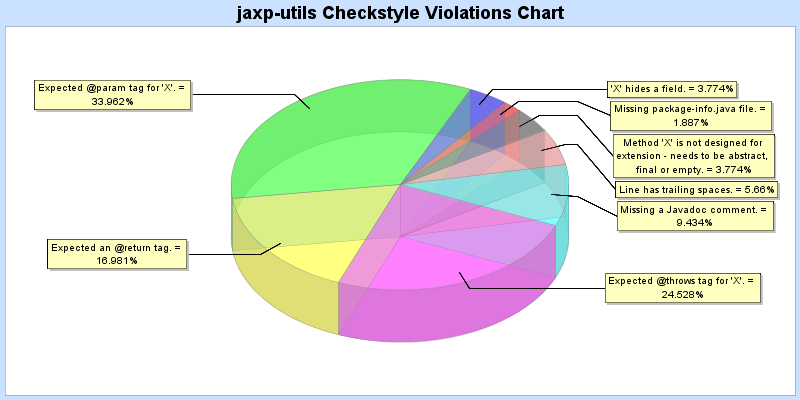 jaxp-utils Checkstyle Violations Chart
Expected @param tag for 'X'. =
33.962%
'X' hides a field. = 3.774%
Missing package-info.java file. =
1.887%
Method 'X' is not designed for
extension - needs to be abstract,
final or empty. = 3.774%
Line has trailing spaces. = 5.66%
Missing a Javadoc comment. =
9.434%
Expected an @return tag. =
16.981%
Expected @throws tag for 'X'. =
24.528%